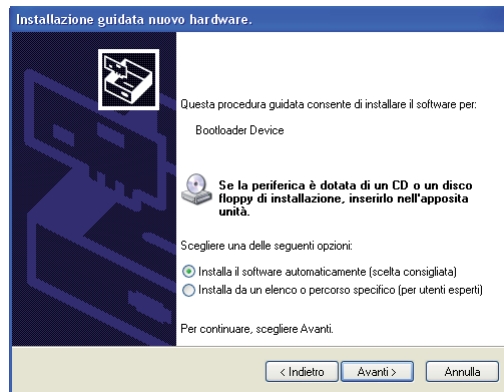 Installazione guidata nuovo hardware.
Questa procedura guidata consente di installare il software per:
Bootloader Device
Se la periferica è dotata di un CD o un disco
floppy di installazione, inserirlo nell'apposita
unità.
Scegliere una delle seguenti opzioni:
Installa il software automaticamente (scelta consigliata)
Installa da un elenco o percorso specifico (per utenti esperti)
Per continuare, scegliere Avanti.
< Indietro
Avanti >
Annulla